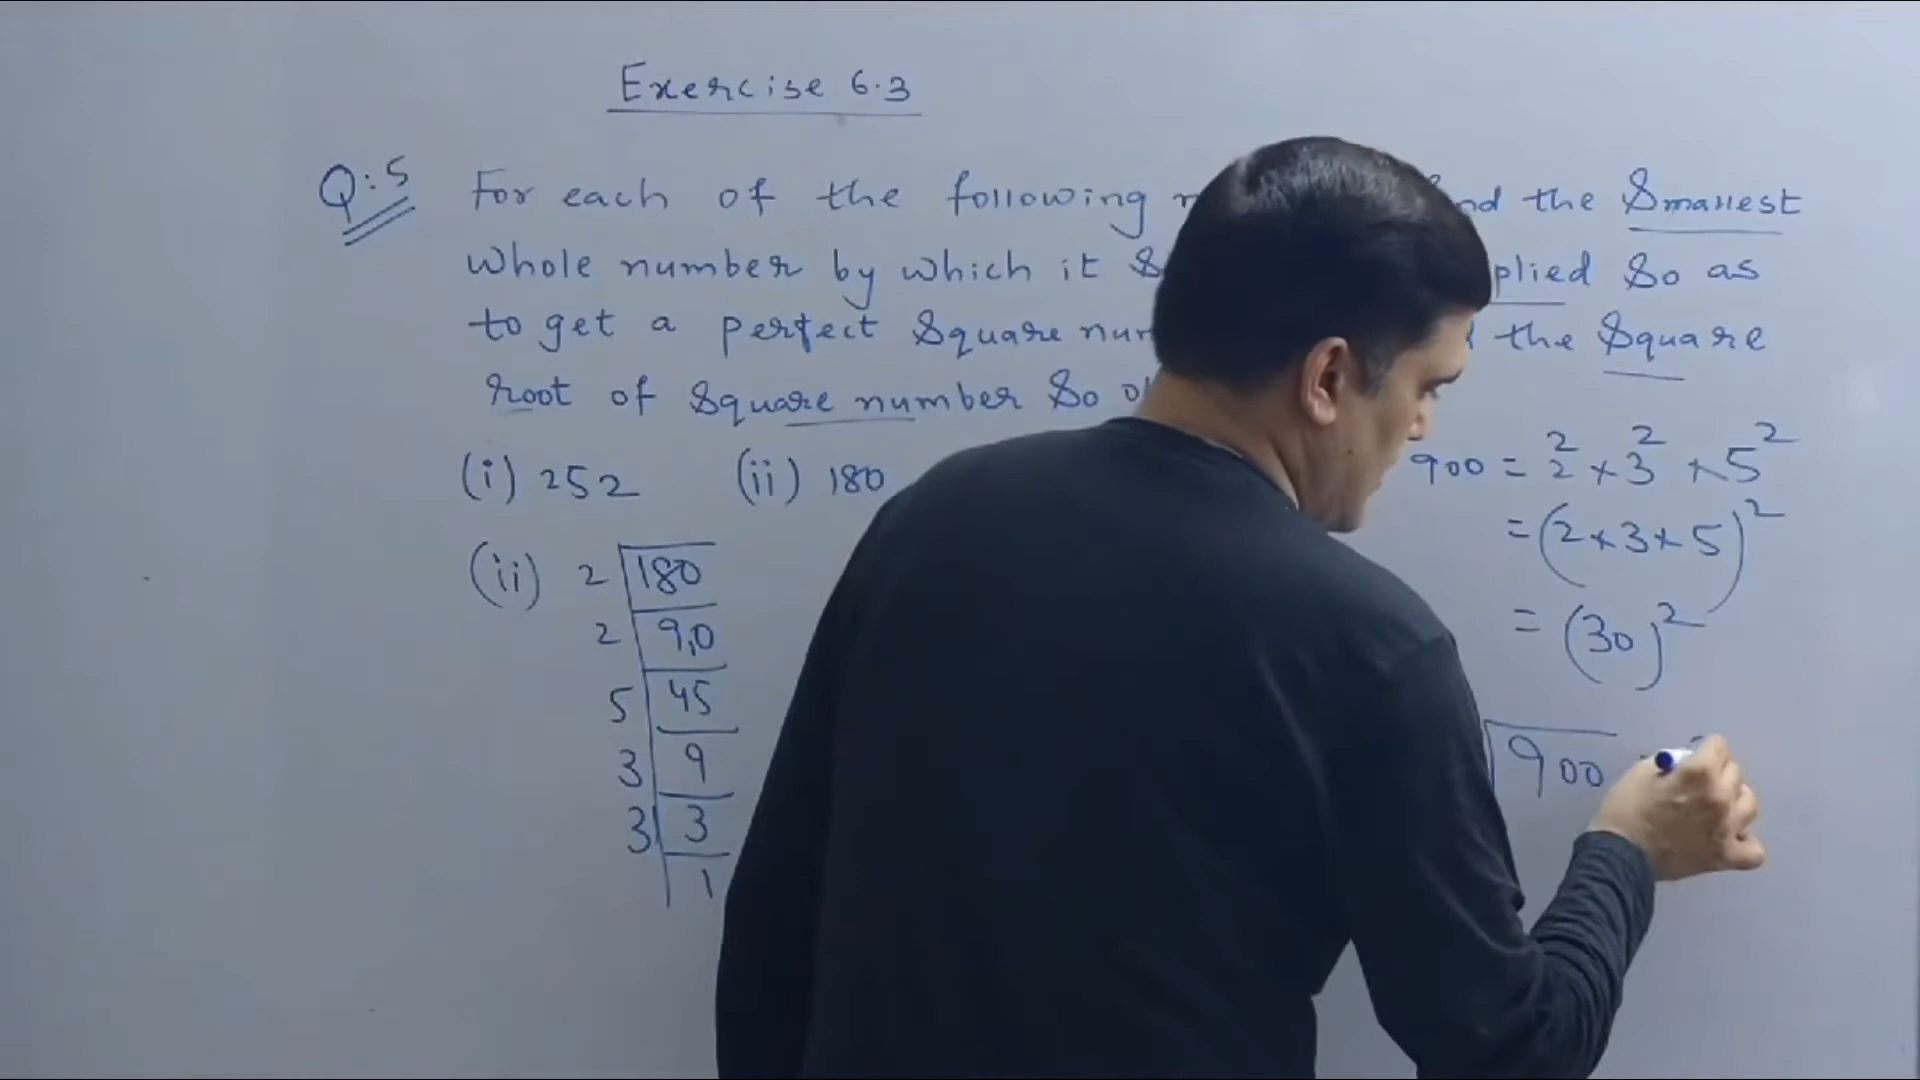 Exercise 6.3
Q:5 For each of the following the Smallest
whole number by which it So as
to get a perfect Square the Square
root of Square number So
(i) 252 (ii) 180
900 = 2² × 3² × 5²
= (2×3×5)²
= (30)²
(ii) 2 180
2 90
5 45
3 9
3 3
1
√900